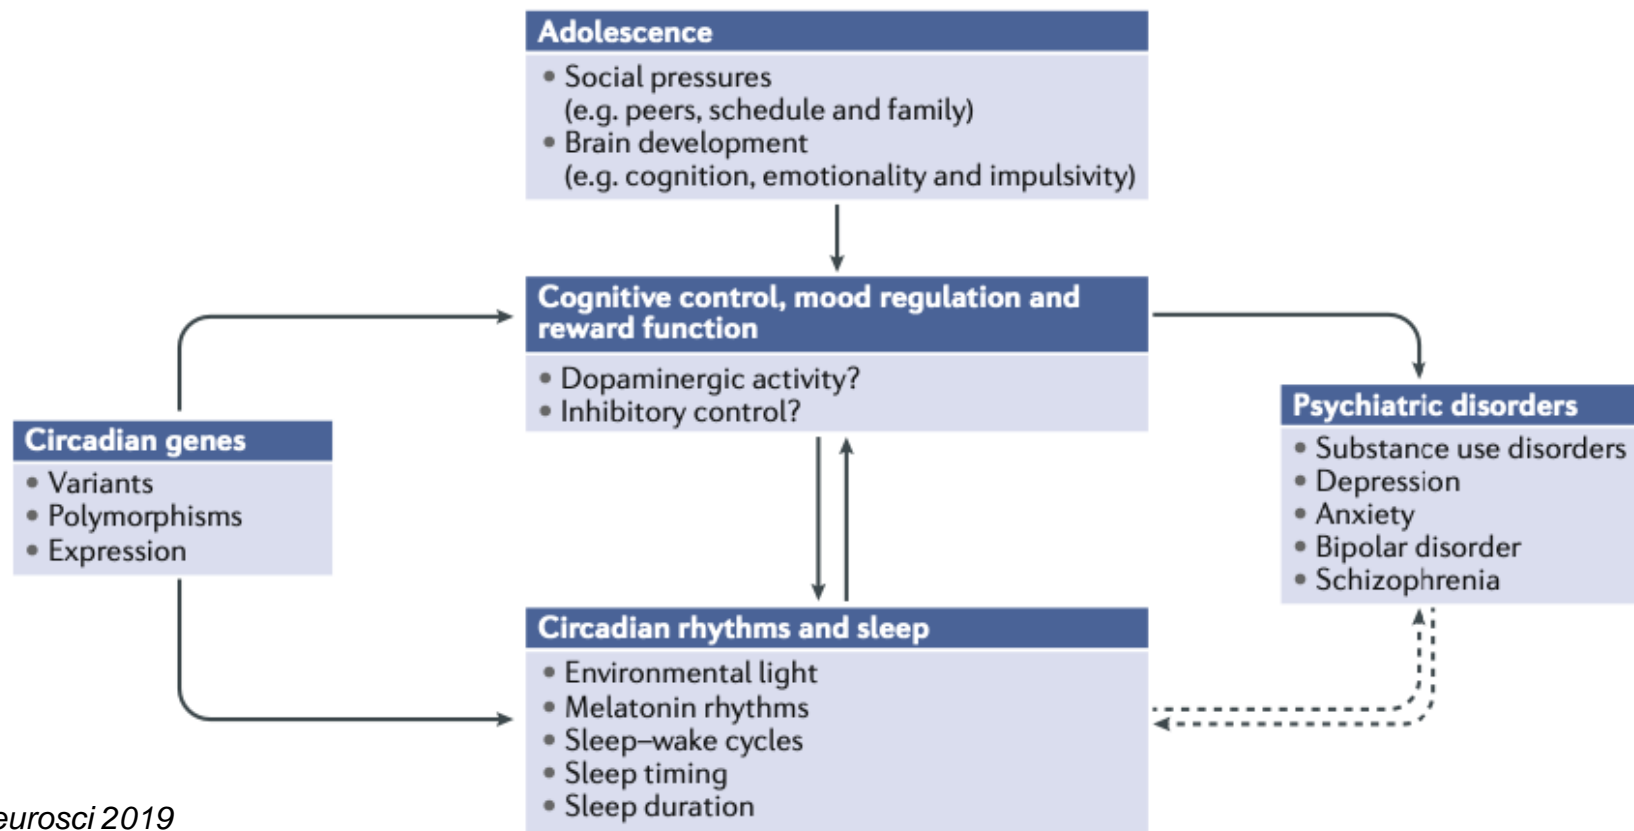 Adolescence
• Social pressures
(e.g. peers, schedule and family)
• Brain development
(e.g. cognition, emotionality and impulsivity)
Cognitive control, mood regulation and
reward function
• Dopaminergic activity?
• Inhibitory control?
Circadian genes
• Variants
• Polymorphisms
• Expression
Psychiatric disorders
• Substance use disorders
• Depression
• Anxiety
• Bipolar disorder
• Schizophrenia
Circadian rhythms and sleep
• Environmental light
• Melatonin rhythms
• Sleep–wake cycles
• Sleep timing
• Sleep duration
eurosci 2019